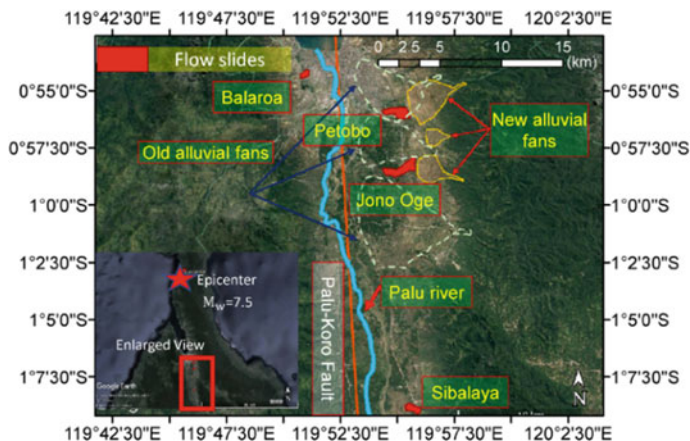 119°42'30"E 119°47'30"E 119°52'30"E 119°57'30"E 120°2'30"E
Flow slides
0 2.5 5 10 15
(km)
0°55'0"S
0°55'0"S
Balaroa
Petobo
New alluvial
fans
0°57'30"S
0°57'30"S
Old alluvial fans
Jono Oge
1°0'0"S
1°0'0"S
1°2'30"S
1°2'30"S
Epicenter
Mw=7.5
Palu-Koro Fault
Palu river
1°5'0"S
1°5'0"S
Enlarged View
1°7'30"S
1°7'30"S
Google Earth
Sibalaya
N
119°42'30"E 119°47'30"E 119°52'30"E 119°57'30"E 120°2'30"E